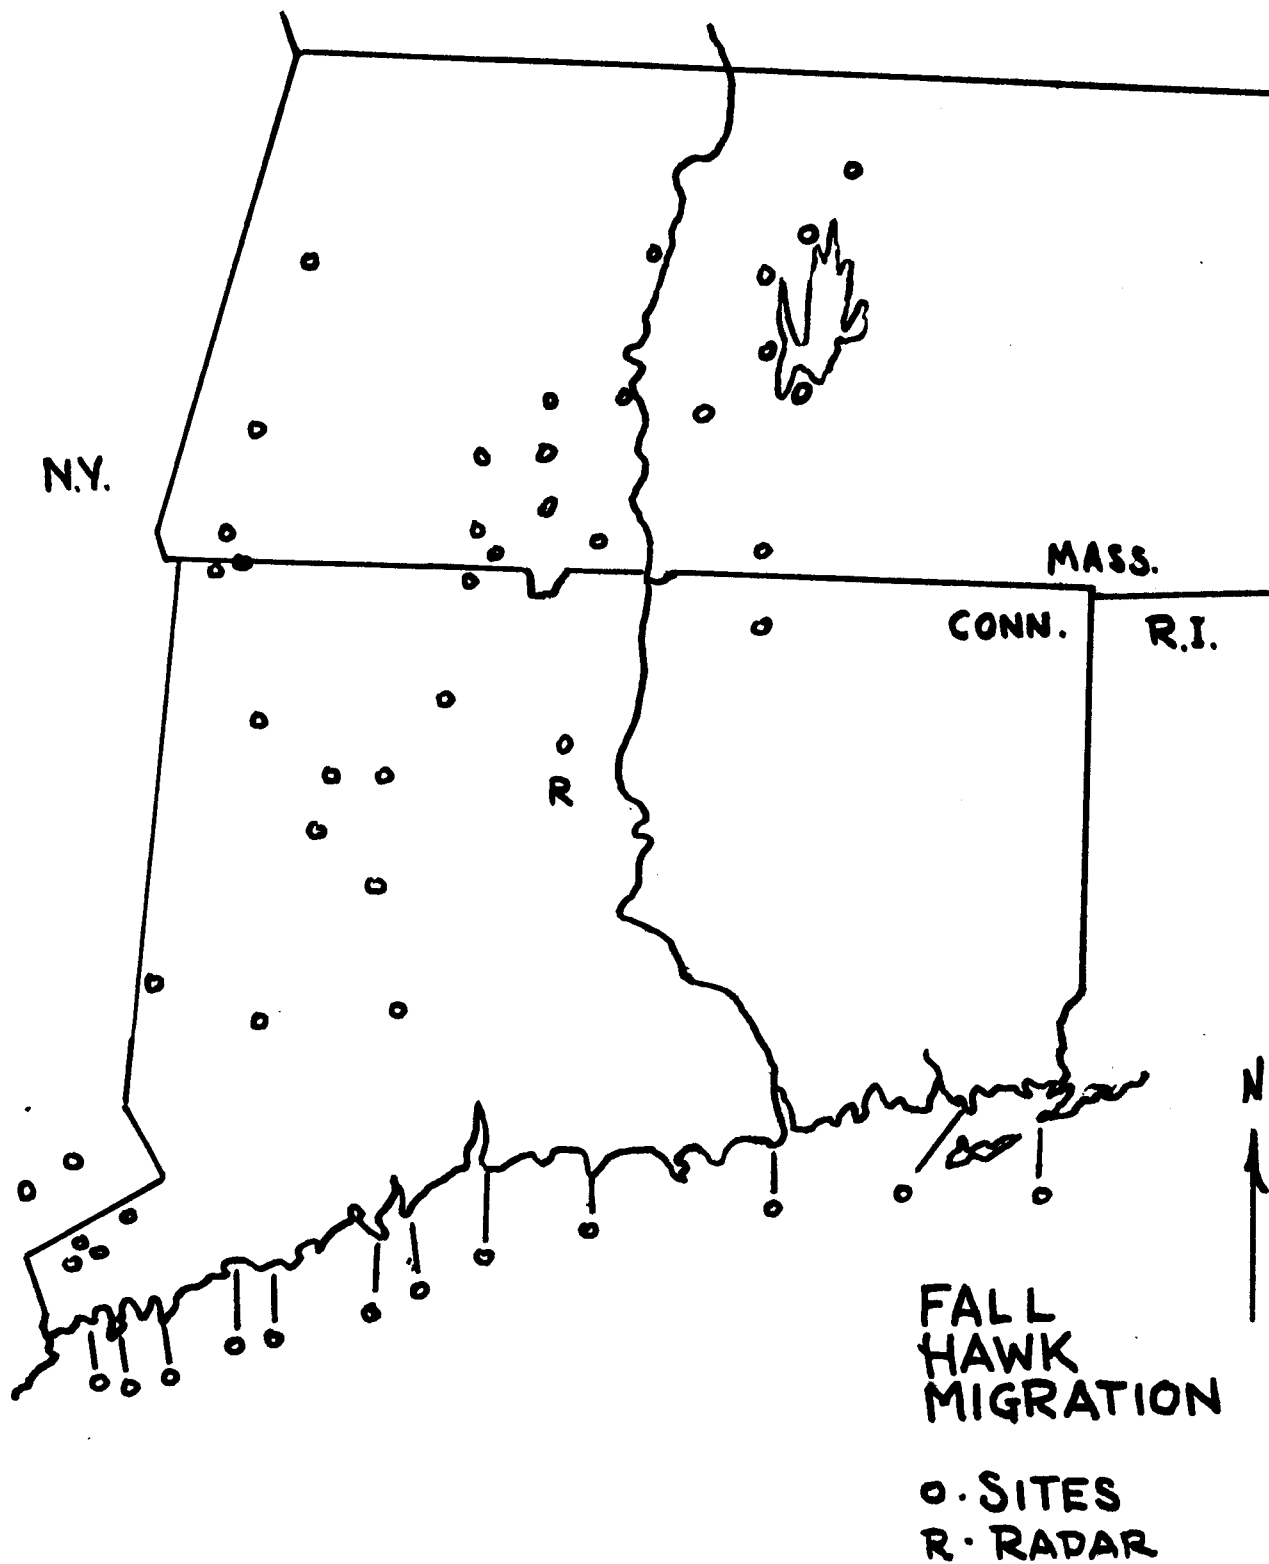 N.Y.
MASS.
CONN.
R.I.
R
N
FALL
HAWK
MIGRATION
o · SITES
R · RADAR